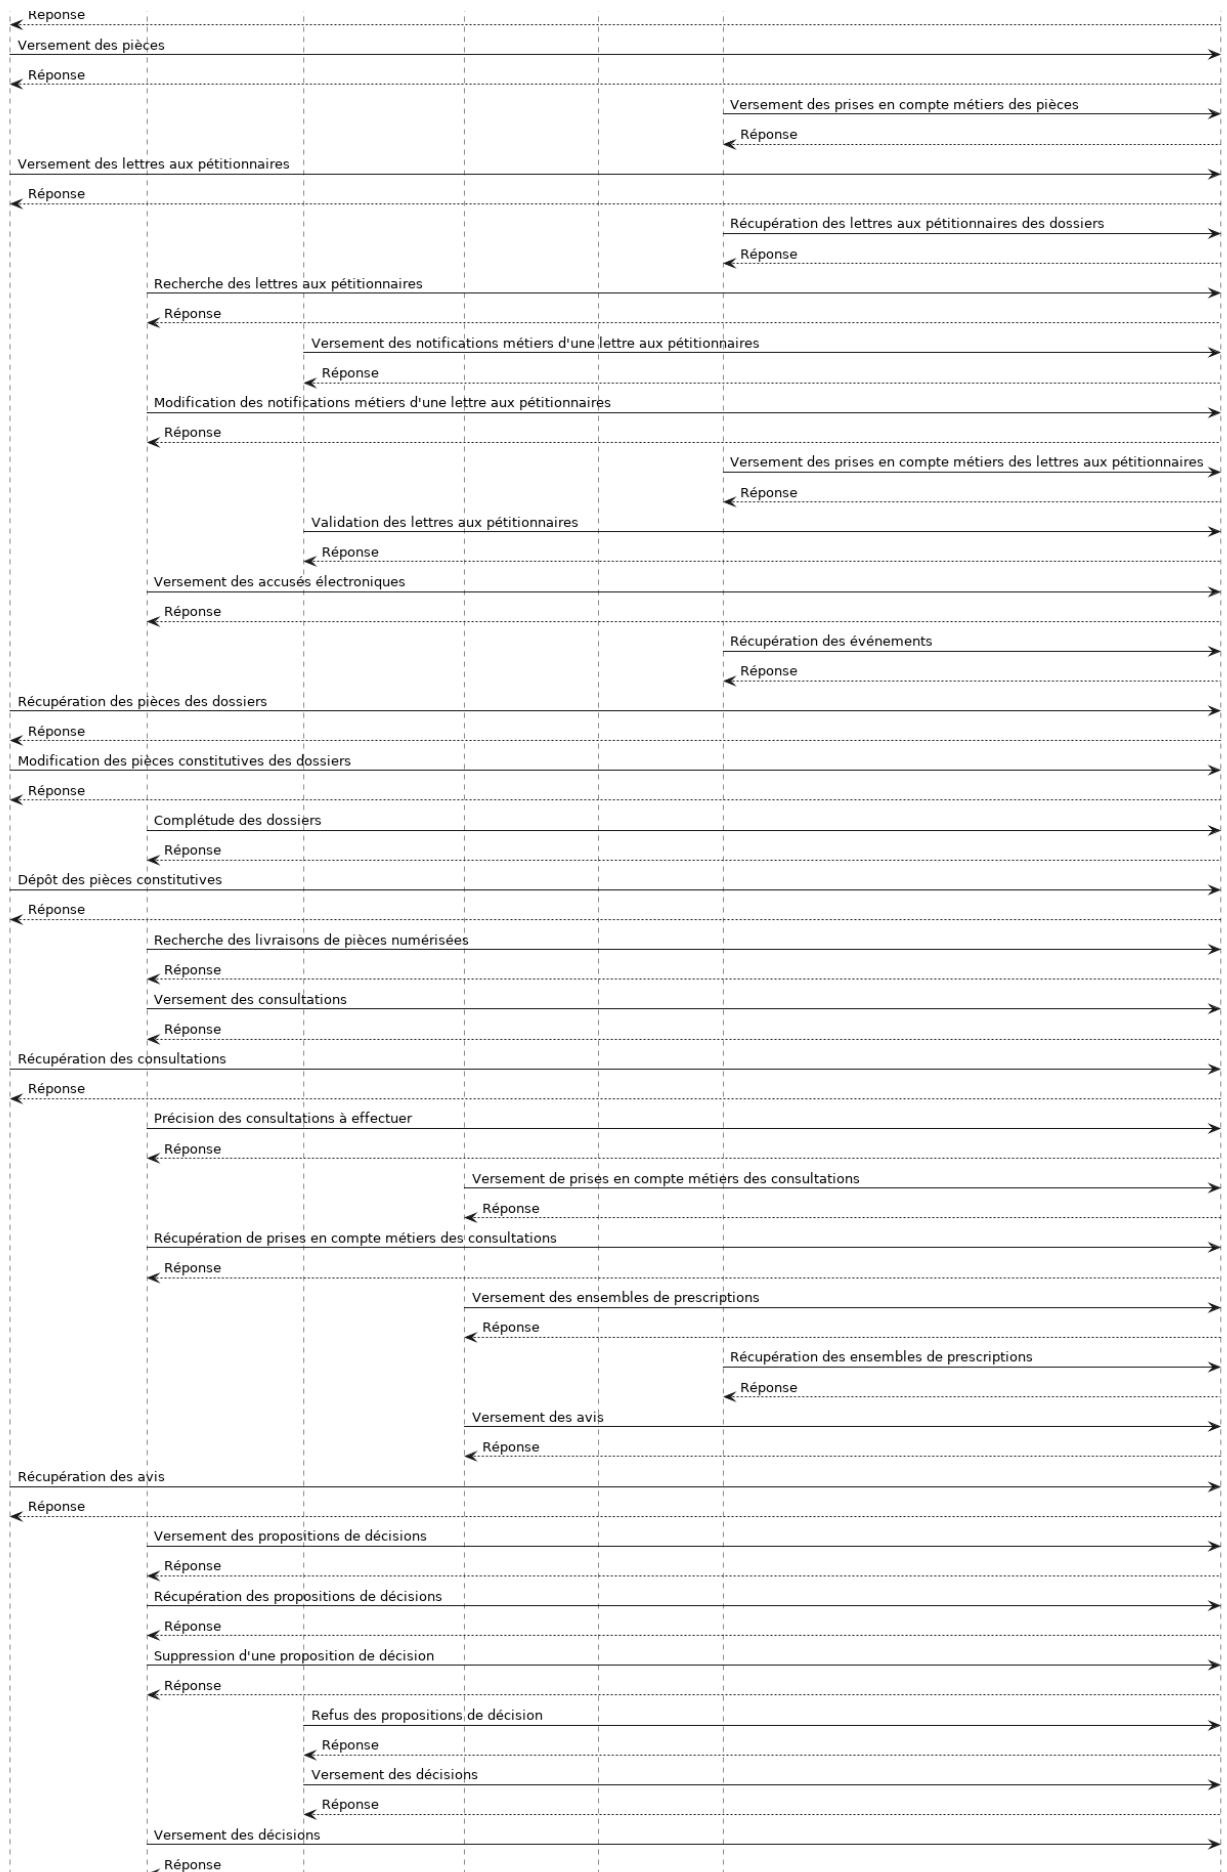 Réponse
Versement des pièces
Réponse
Versement des prises en compte métiers des pièces
Réponse
Versement des lettres aux pétitionnaires
Réponse
Récupération des lettres aux pétitionnaires des dossiers
Réponse
Recherche des lettres aux pétitionnaires
Réponse
Versement des notifications métiers d'une lettre aux pétitionnaires
Réponse
Modification des notifications métiers d'une lettre aux pétitionnaires
Réponse
Versement des prises en compte métiers des lettres aux pétitionnaires
Réponse
Validation des lettres aux pétitionnaires
Réponse
Versement des accusés électroniques
Réponse
Récupération des événements
Réponse
Récupération des pièces des dossiers
Réponse
Modification des pièces constitutives des dossiers
Réponse
Complétude des dossiers
Réponse
Dépôt des pièces constitutives
Réponse
Recherche des livraisons de pièces numérisées
Réponse
Versement des consultations
Réponse
Récupération des consultations
Réponse
Précision des consultations à effectuer
Réponse
Versement de prises en compte métiers des consultations
Réponse
Récupération de prises en compte métiers des consultations
Réponse
Versement des ensembles de prescriptions
Réponse
Récupération des ensembles de prescriptions
Réponse
Versement des avis
Réponse
Récupération des avis
Réponse
Versement des propositions de décisions
Réponse
Récupération des propositions de décisions
Réponse
Suppression d'une proposition de décision
Réponse
Refus des propositions de décision
Réponse
Versement des décisions
Réponse
Versement des décisions
Réponse